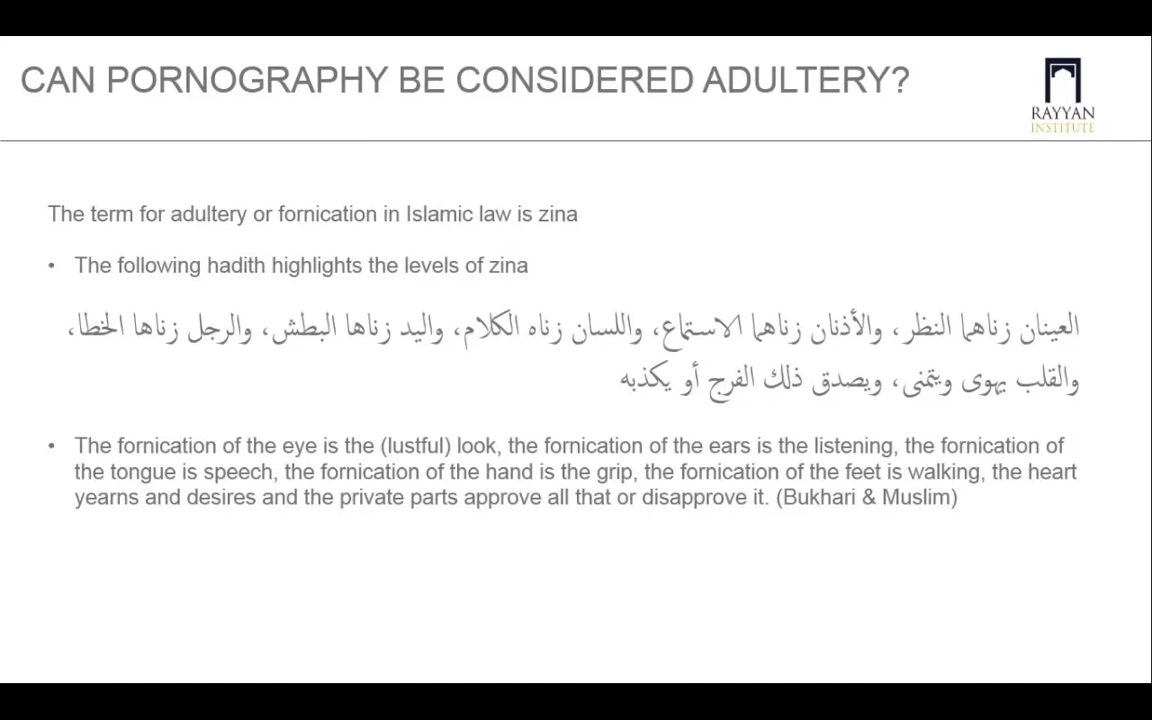 CAN PORNOGRAPHY BE CONSIDERED ADULTERY?
RAYYAN
INSTITUTE
The term for adultery or fornication in Islamic law is zina
• The following hadith highlights the levels of zina
العينان زناهما النظر، والأذنان زناهما الاستماع، واللسان زناه الكلام، واليد زناها البطش، والرجل زناها الخطا،
والقلب يهوى ويتمنى، ويصدق ذلك الفرج أو يكذبه
• The fornication of the eye is the (lustful) look, the fornication of the ears is the listening, the fornication of
the tongue is speech, the fornication of the hand is the grip, the fornication of the feet is walking, the heart
yearns and desires and the private parts approve all that or disapprove it. (Bukhari & Muslim)